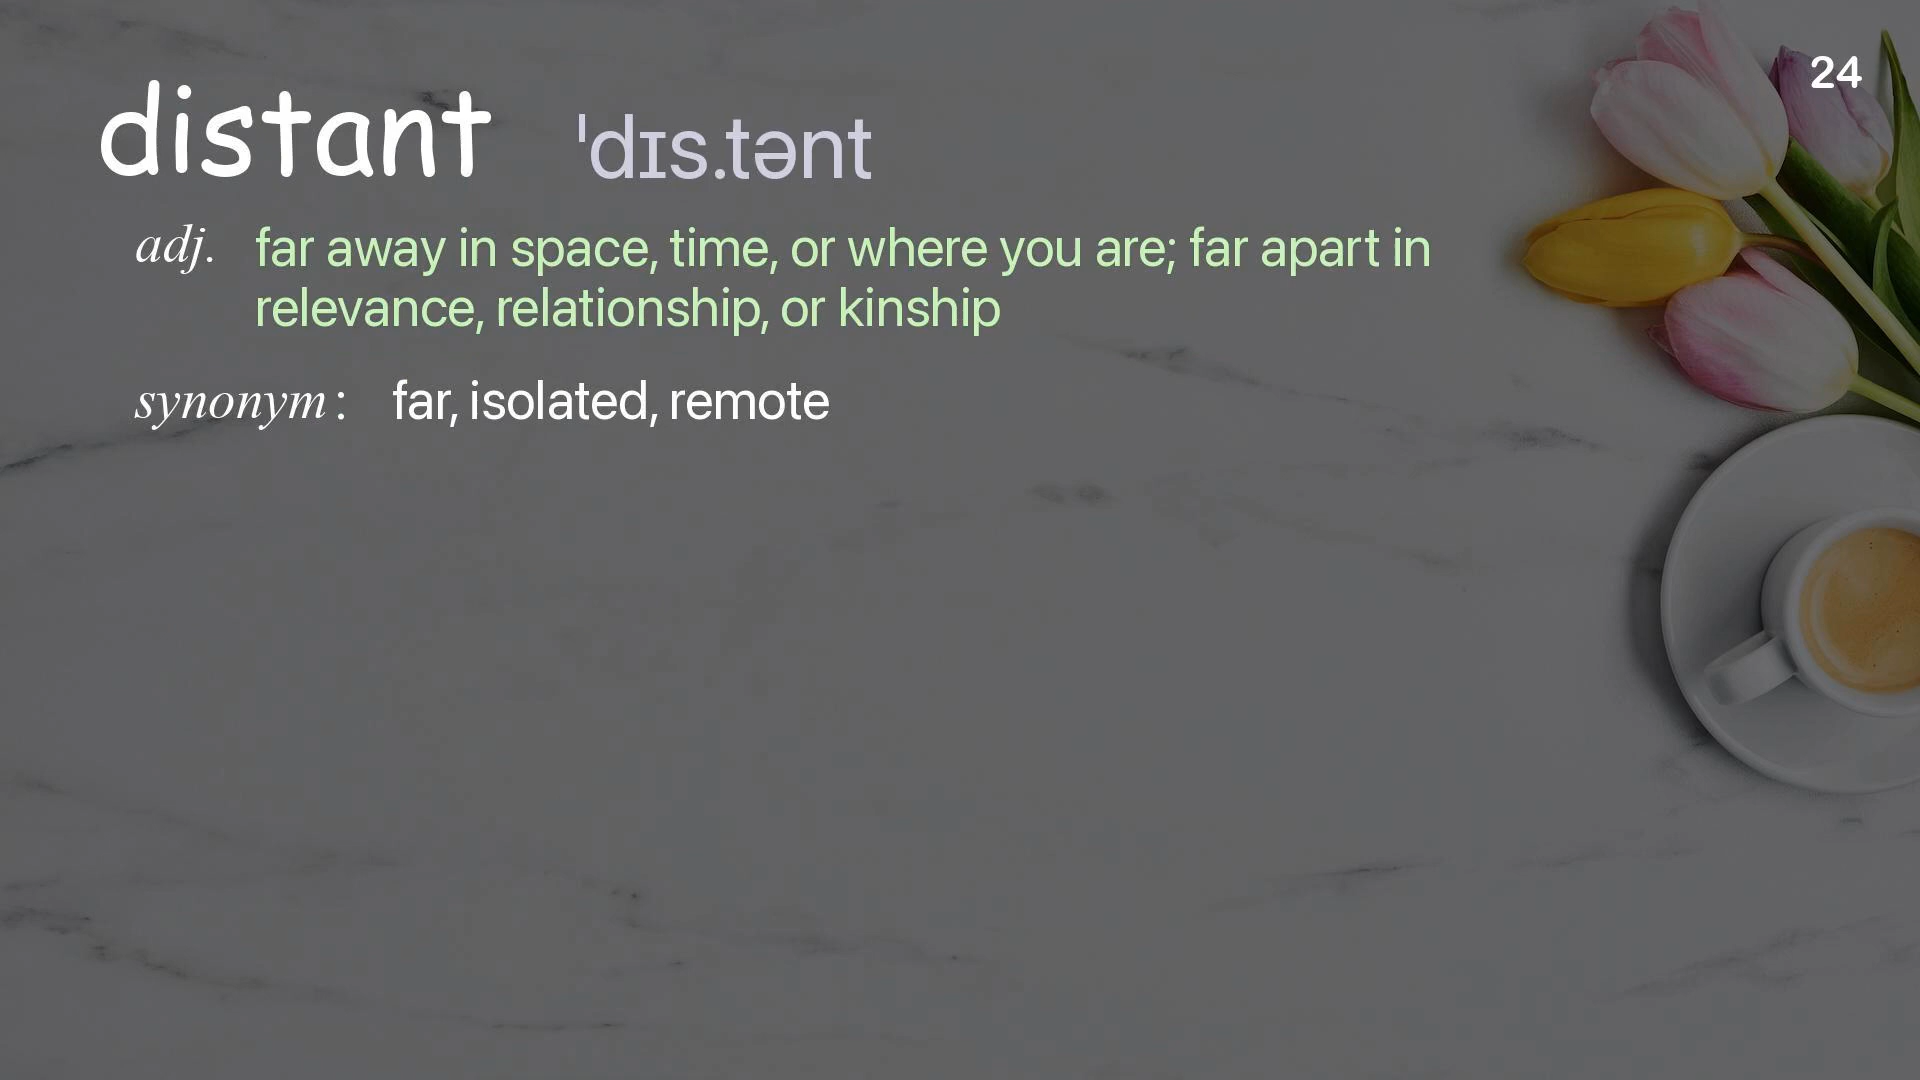 24
distant ˈdɪs.tənt
adj. far away in space, time, or where you are; far apart in
relevance, relationship, or kinship
synonym : far, isolated, remote